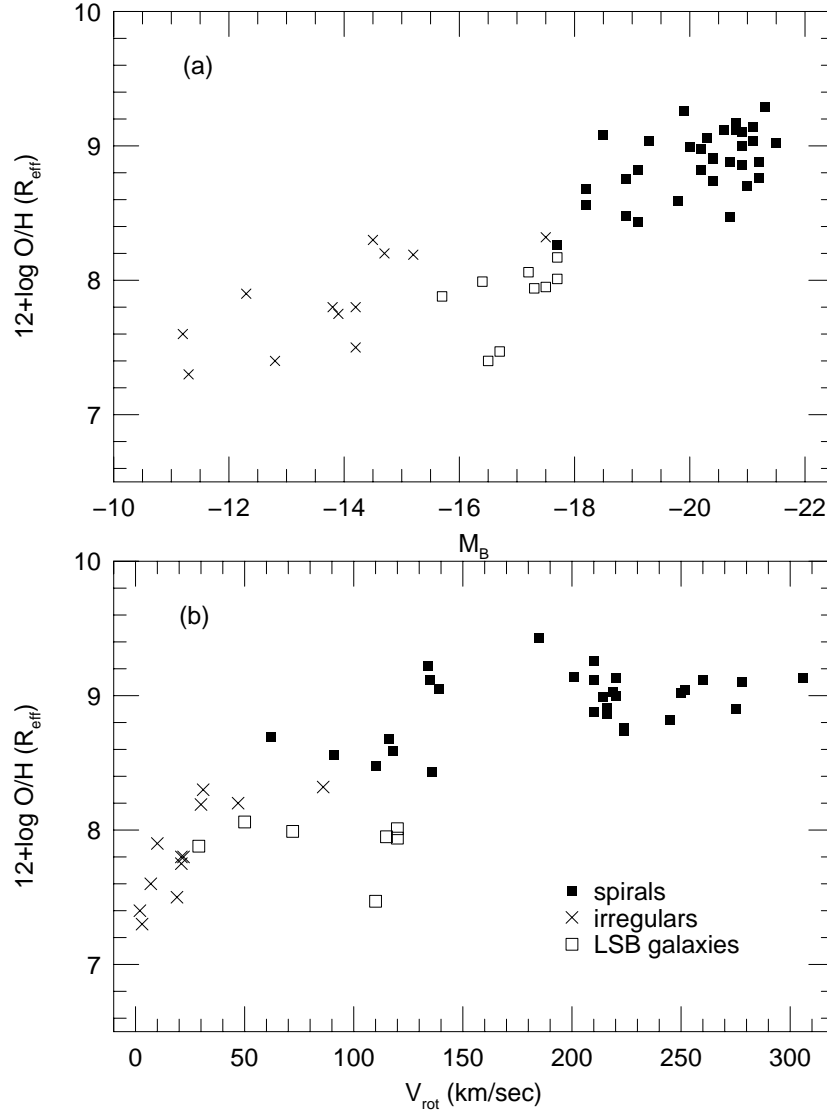 10
(a)
9
12+log O/H (R_eff)
8
7
−10 −12 −14 −16 −18 −20 −22
M_B
10
(b)
9
12+log O/H (R_eff)
8
spirals
irregulars
LSB galaxies
7
0 50 100 150 200 250 300
V_rot (km/sec)